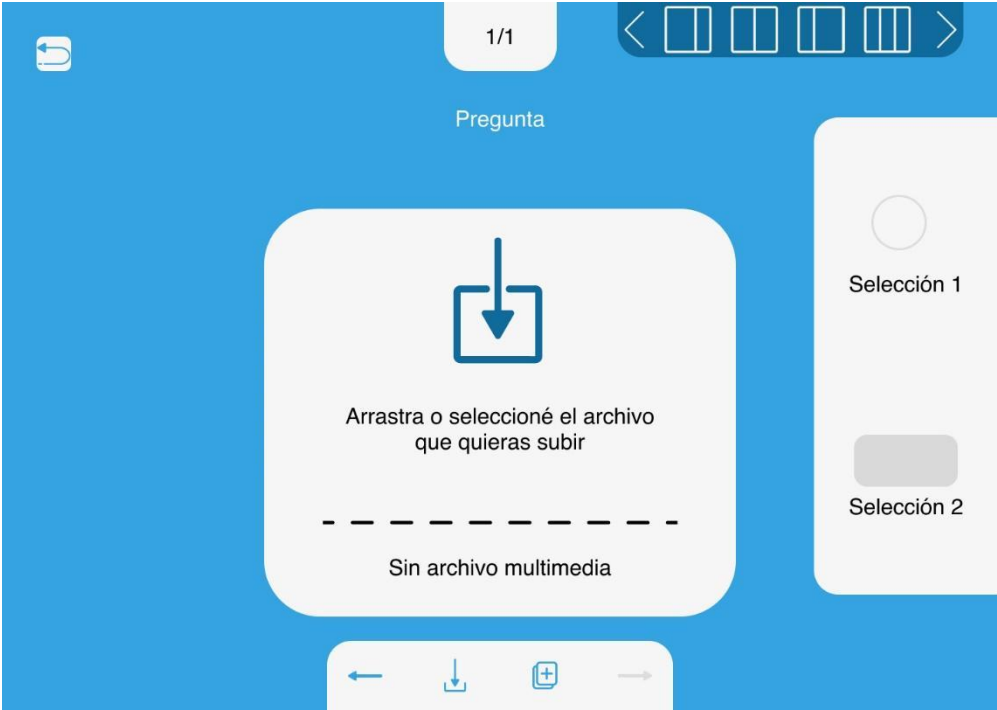 1/1
Pregunta
Arrastra o seleccioné el archivo
que quieras subir
Sin archivo multimedia
Selección 1
Selección 2